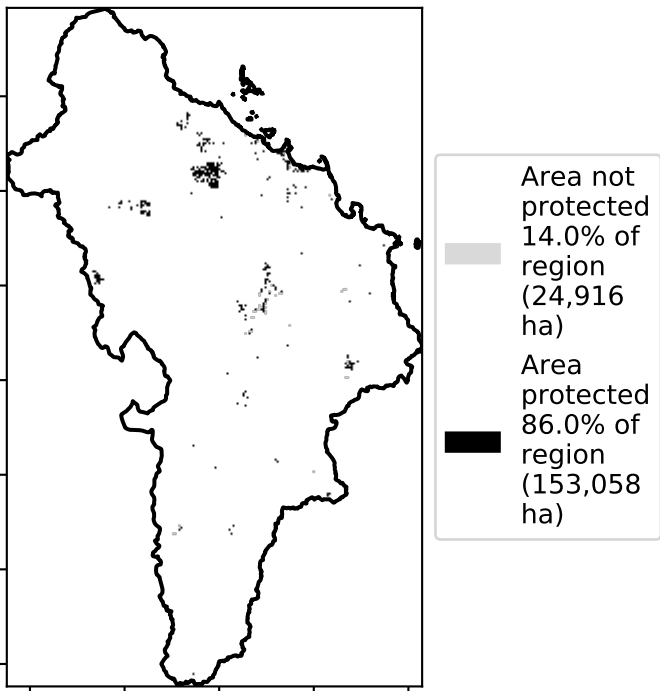 Area not
protected
14.0% of
region
(24,916
ha)
Area
protected
86.0% of
region
(153,058
ha)